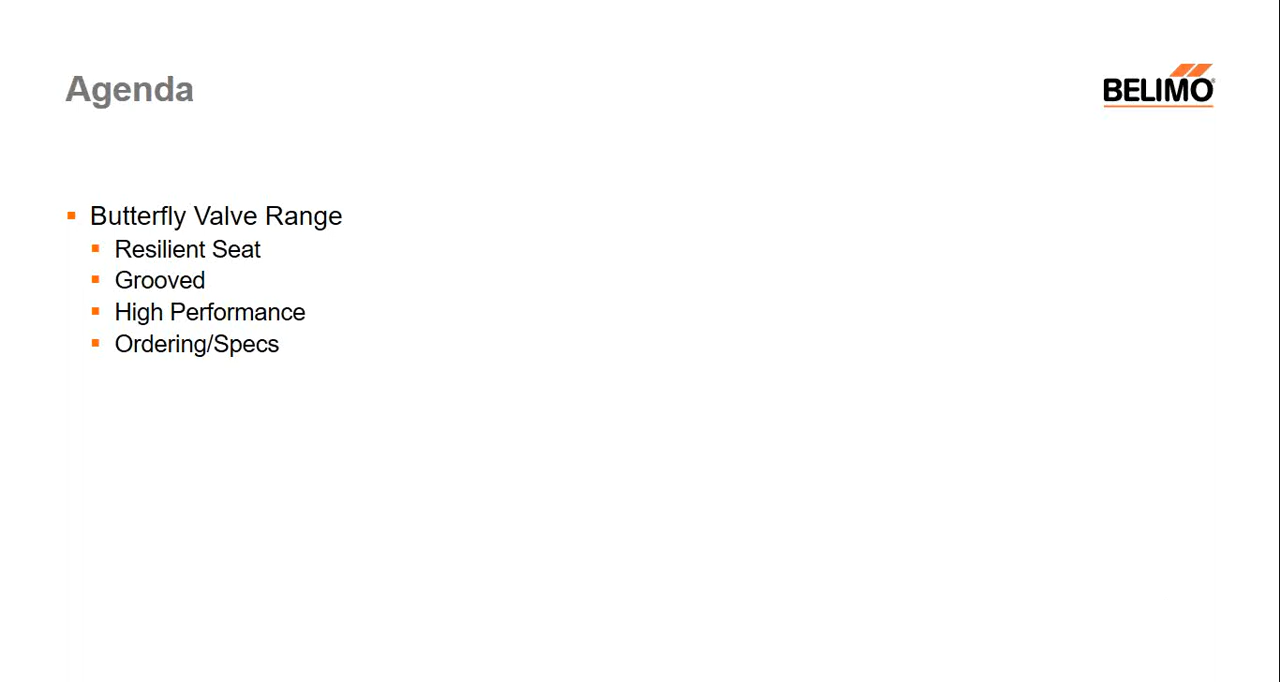 Agenda
BELIMO
Butterfly Valve Range
Resilient Seat
Grooved
High Performance
Ordering/Specs